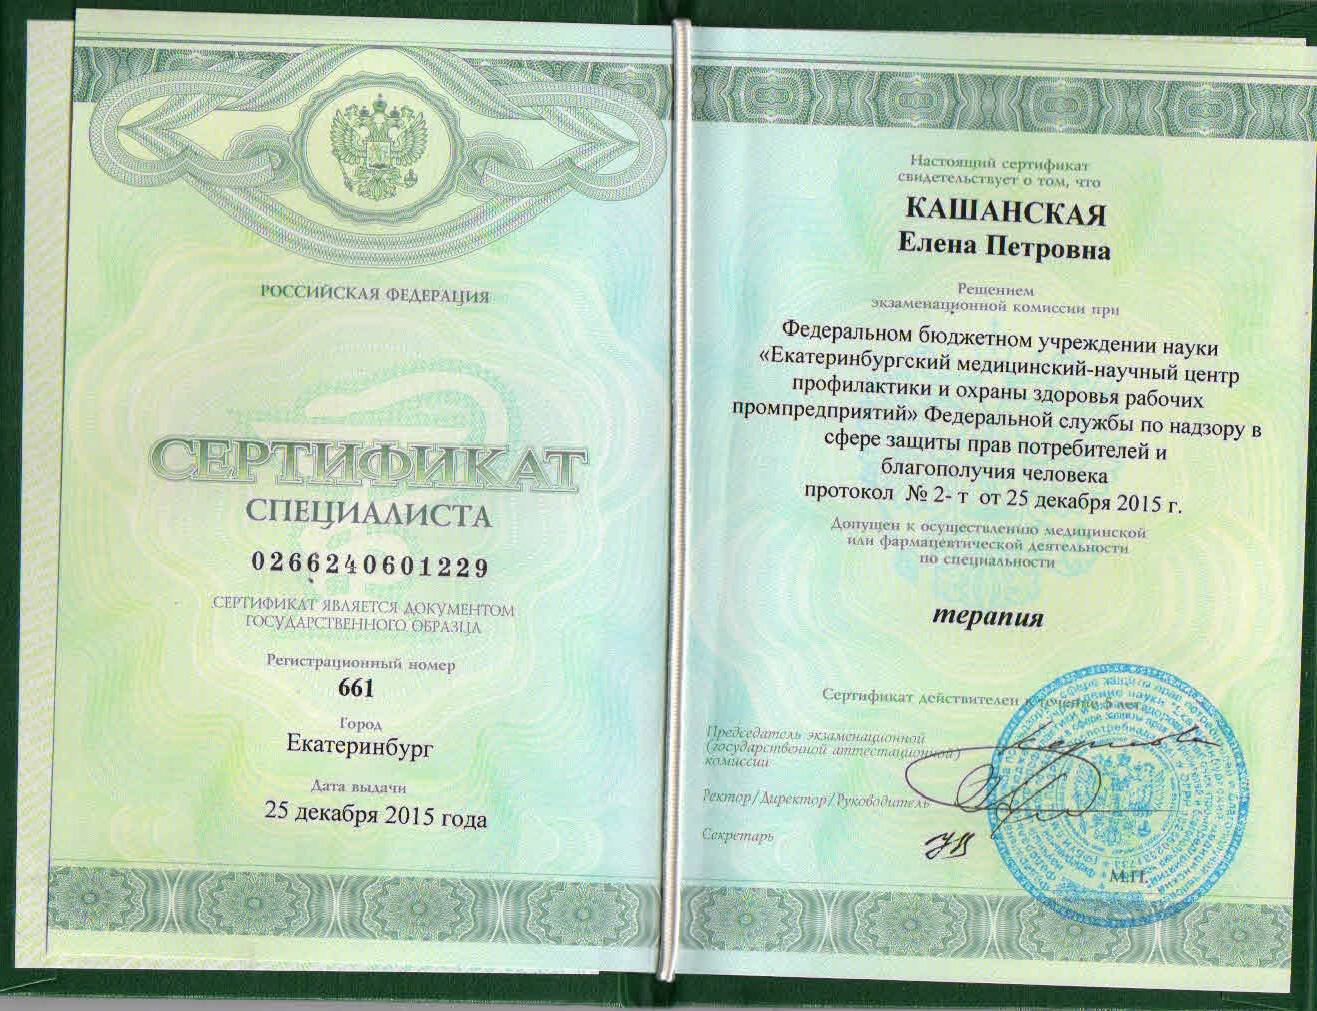 РОССИЙСКАЯ ФЕДЕРАЦИЯ
СЕРТИФИКАТ
СПЕЦИАЛИСТА
0266240601229
СЕРТИФИКАТ ЯВЛЯЕТСЯ ДОКУМЕНТОМ
ГОСУДАРСТВЕННОГО ОБРАЗЦА
Регистрационный номер
661
Город
Екатеринбург
Дата выдачи
25 декабря 2015 года
Настоящий сертификат
свидетельствует о том, что
КАШАНСКАЯ
Елена Петровна
Решением
экзаменационной комиссии при
Федеральном бюджетном учреждении науки
«Екатеринбургский медицинский-научный центр
профилактики и охраны здоровья рабочих
промпредприятий» Федеральной службы по надзору в
сфере защиты прав потребителей и
благополучия человека
протокол № 2- т от 25 декабря 2015 г.
Допущен к осуществлению медицинской
или фармацевтической деятельности
по специальности
терапия
Сертификат действителен в течение 5 лет
Председатель экзаменационной
(государственной аттестационной)
комиссии
Ректор/Директор/Руководитель
Секретарь
М.П.